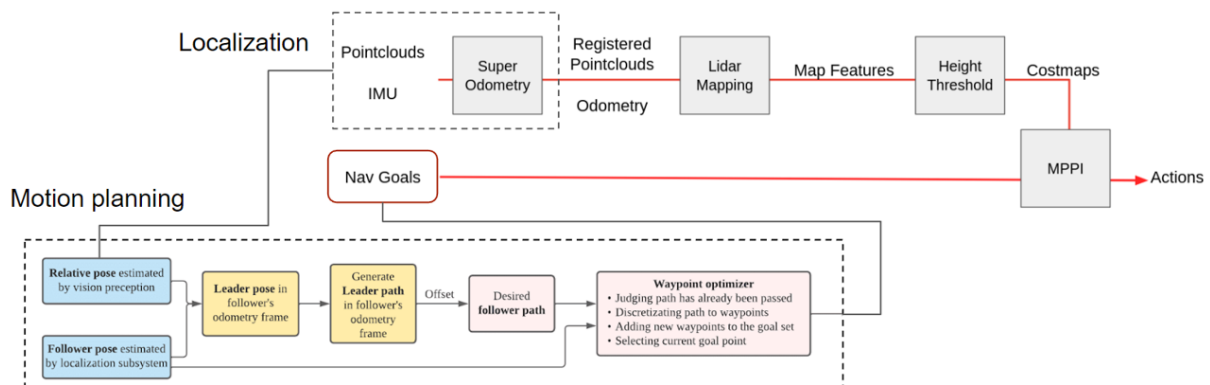 Localization
Pointclouds
IMU
Super
Odometry
Registered
Pointclouds
Odometry
Lidar
Mapping
Map Features
Height
Threshold
Costmaps
MPPI
Actions
Nav Goals
Motion planning
Relative pose estimated
by vision preception
Follower pose estimated
by localization subsystem
Leader pose in
follower's
odometry frame
Generate
Leader path
in follower's
odometry
frame
Offset
Desired
follower path
Waypoint optimizer
• Judging path has already been passed
• Discretizating path to waypoints
• Adding new waypoints to the goal set
• Selecting current goal point